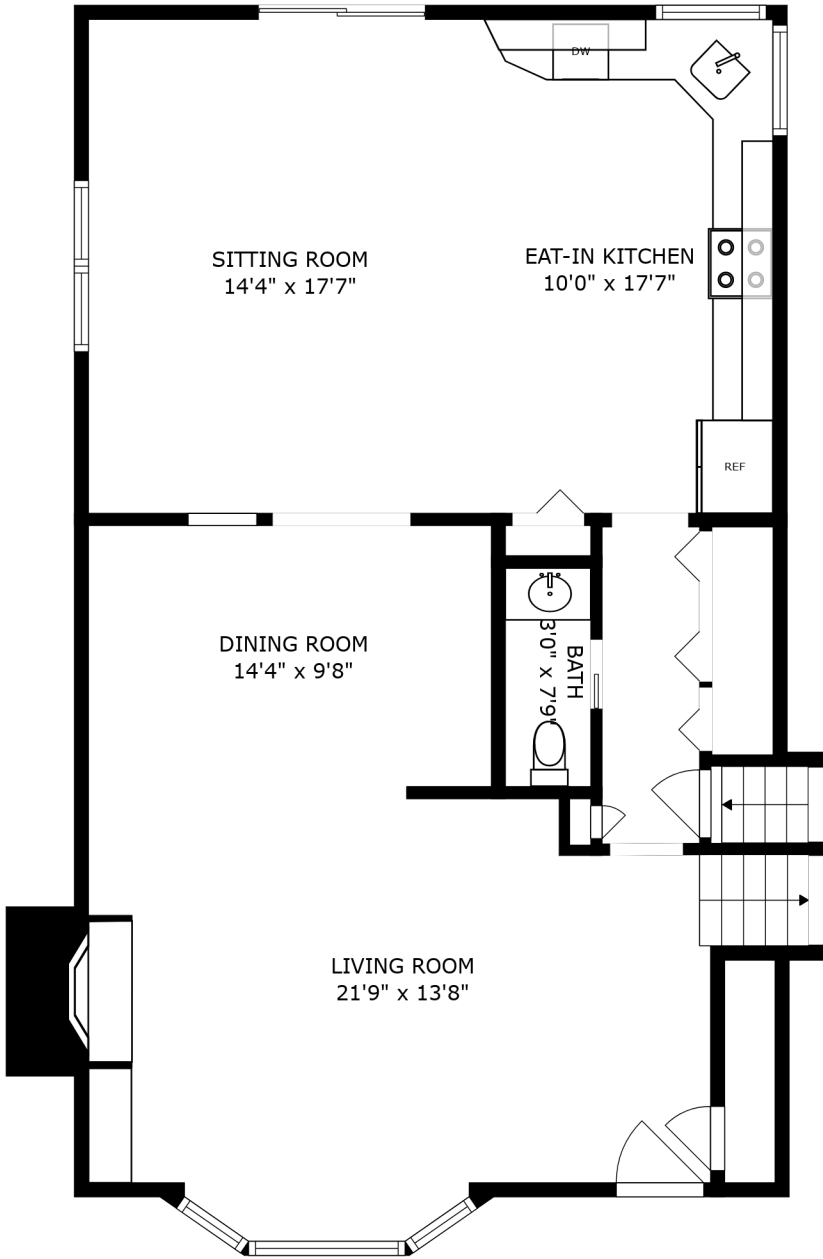 DW
SITTING ROOM
14'4" x 17'7"
EAT-IN KITCHEN
10'0" x 17'7"
REF
DINING ROOM
14'4" x 9'8"
BATH
3'0" x 7'9"
LIVING ROOM
21'9" x 13'8"